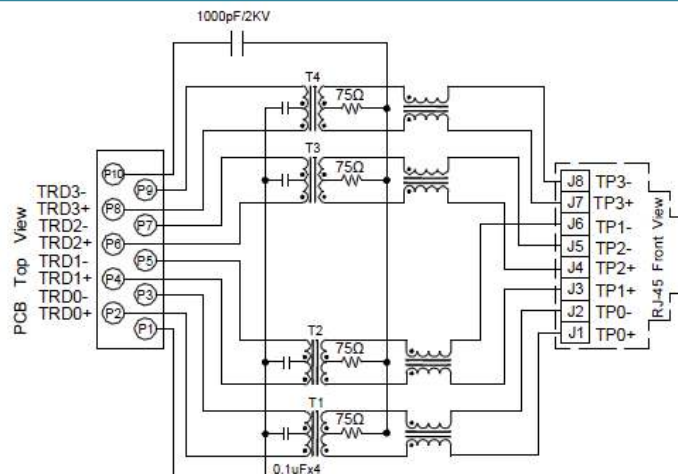 1000pF/2KV
T4
75Ω
T3
75Ω
P10
P9
TRD3-
TRD3+
P8
TRD2-
P7
TRD2+
P6
TRD1-
P5
TRD1+
P4
TRD0-
P3
TRD0+
P2
P1
PCB Top View
J8 TP3-
J7 TP3+
J6 TP1-
J5 TP2-
J4 TP2+
J3 TP1+
J2 TP0-
J1 TP0+
RJ-45 Front View
T2
75Ω
T1
75Ω
0.1uFx4